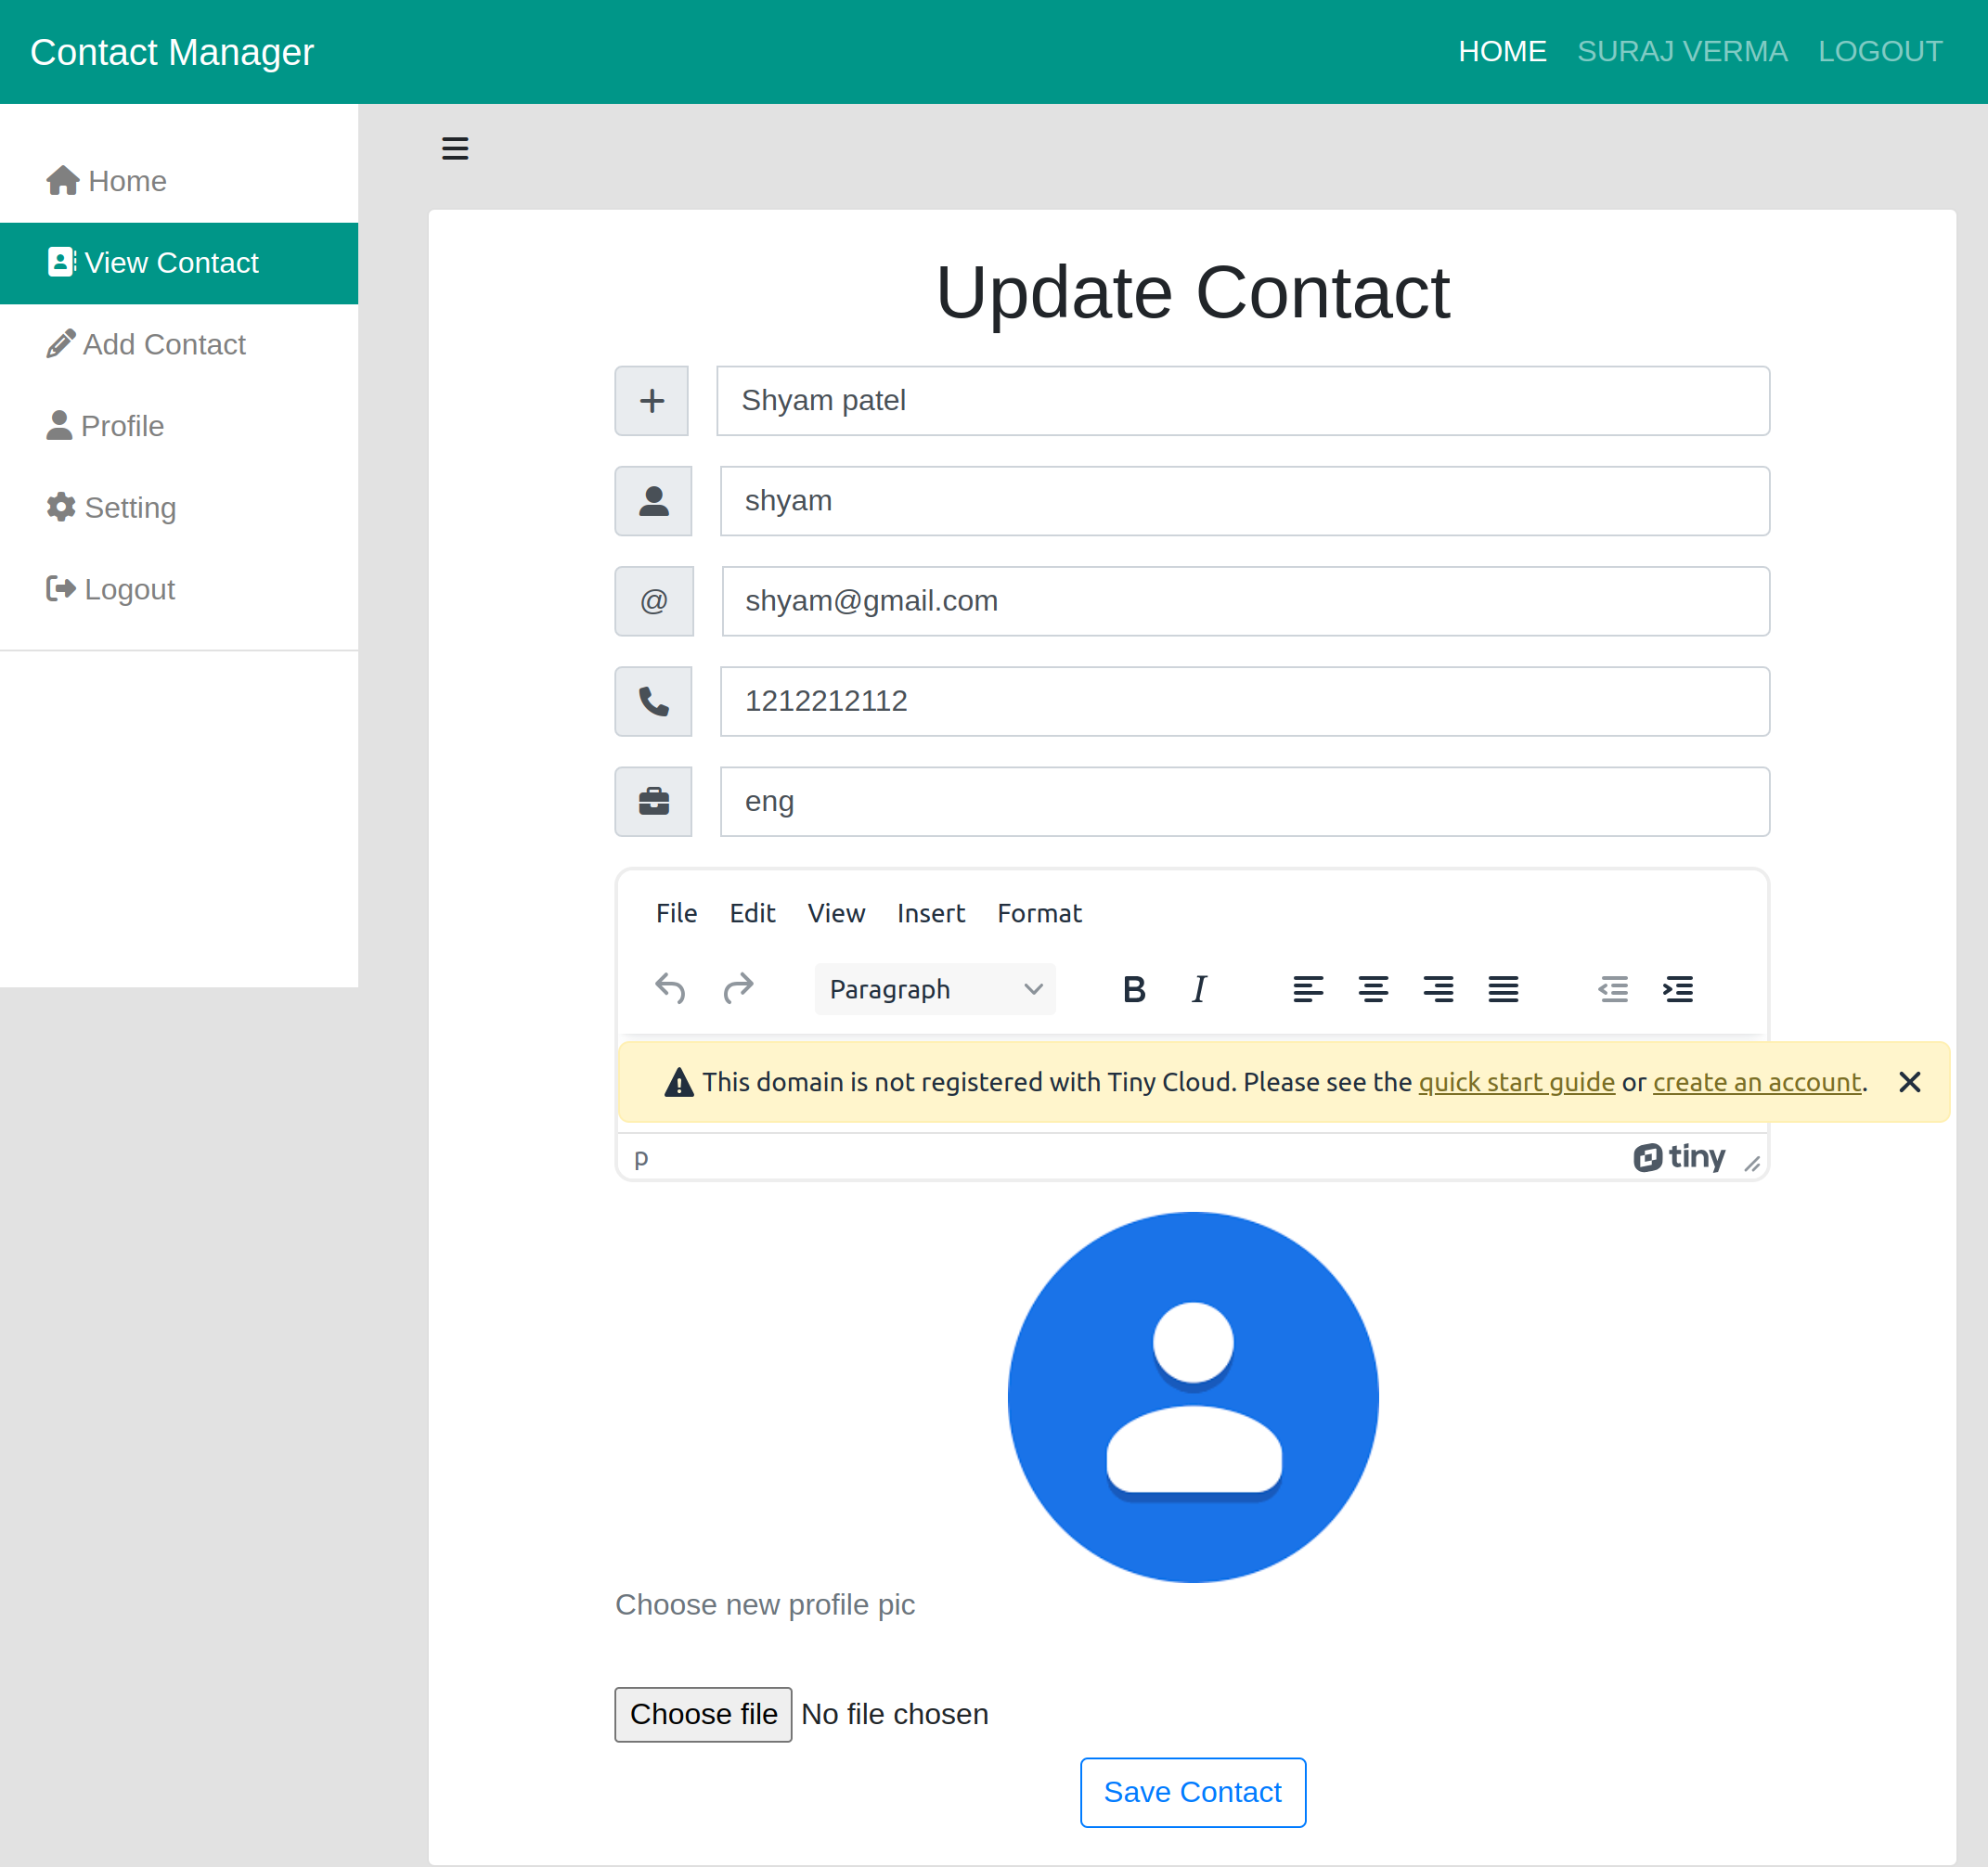 Contact Manager
HOME SURAJ VERMA LOGOUT
Home
View Contact
Add Contact
Profile
Setting
Logout
Update Contact
Shyam patel
shyam
@ shyam@gmail.com
1212212112
eng
File Edit View Insert Format
Paragraph B I
This domain is not registered with Tiny Cloud. Please see the quick start guide or create an account.
p tiny
Choose new profile pic
Choose file No file chosen
Save Contact